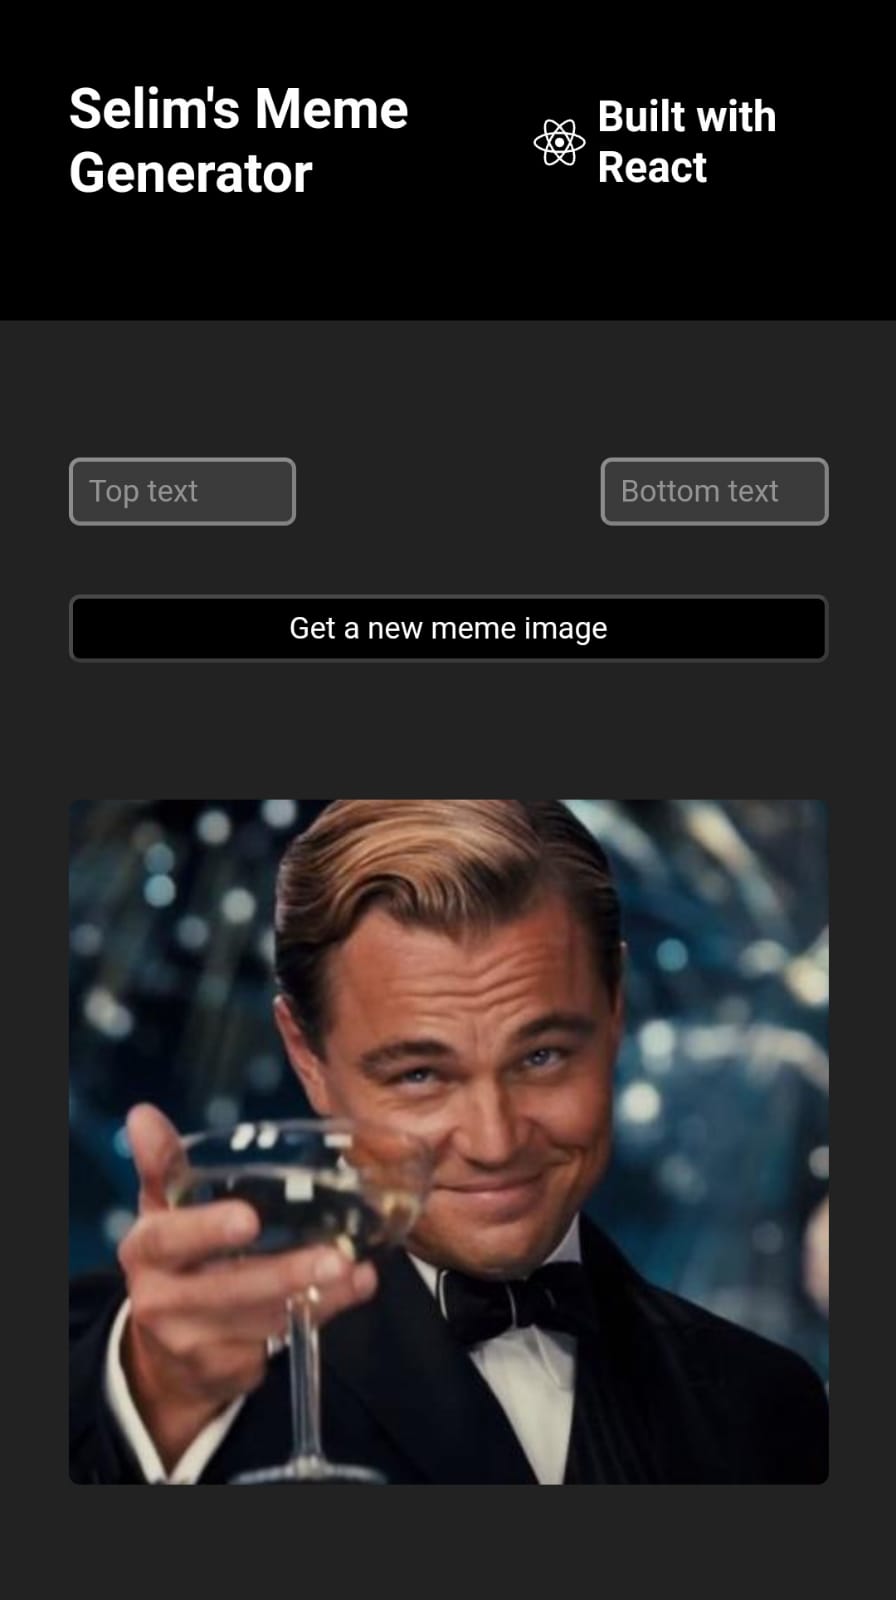 Selim's Meme
Generator
Built with
React
Top text
Bottom text
Get a new meme image